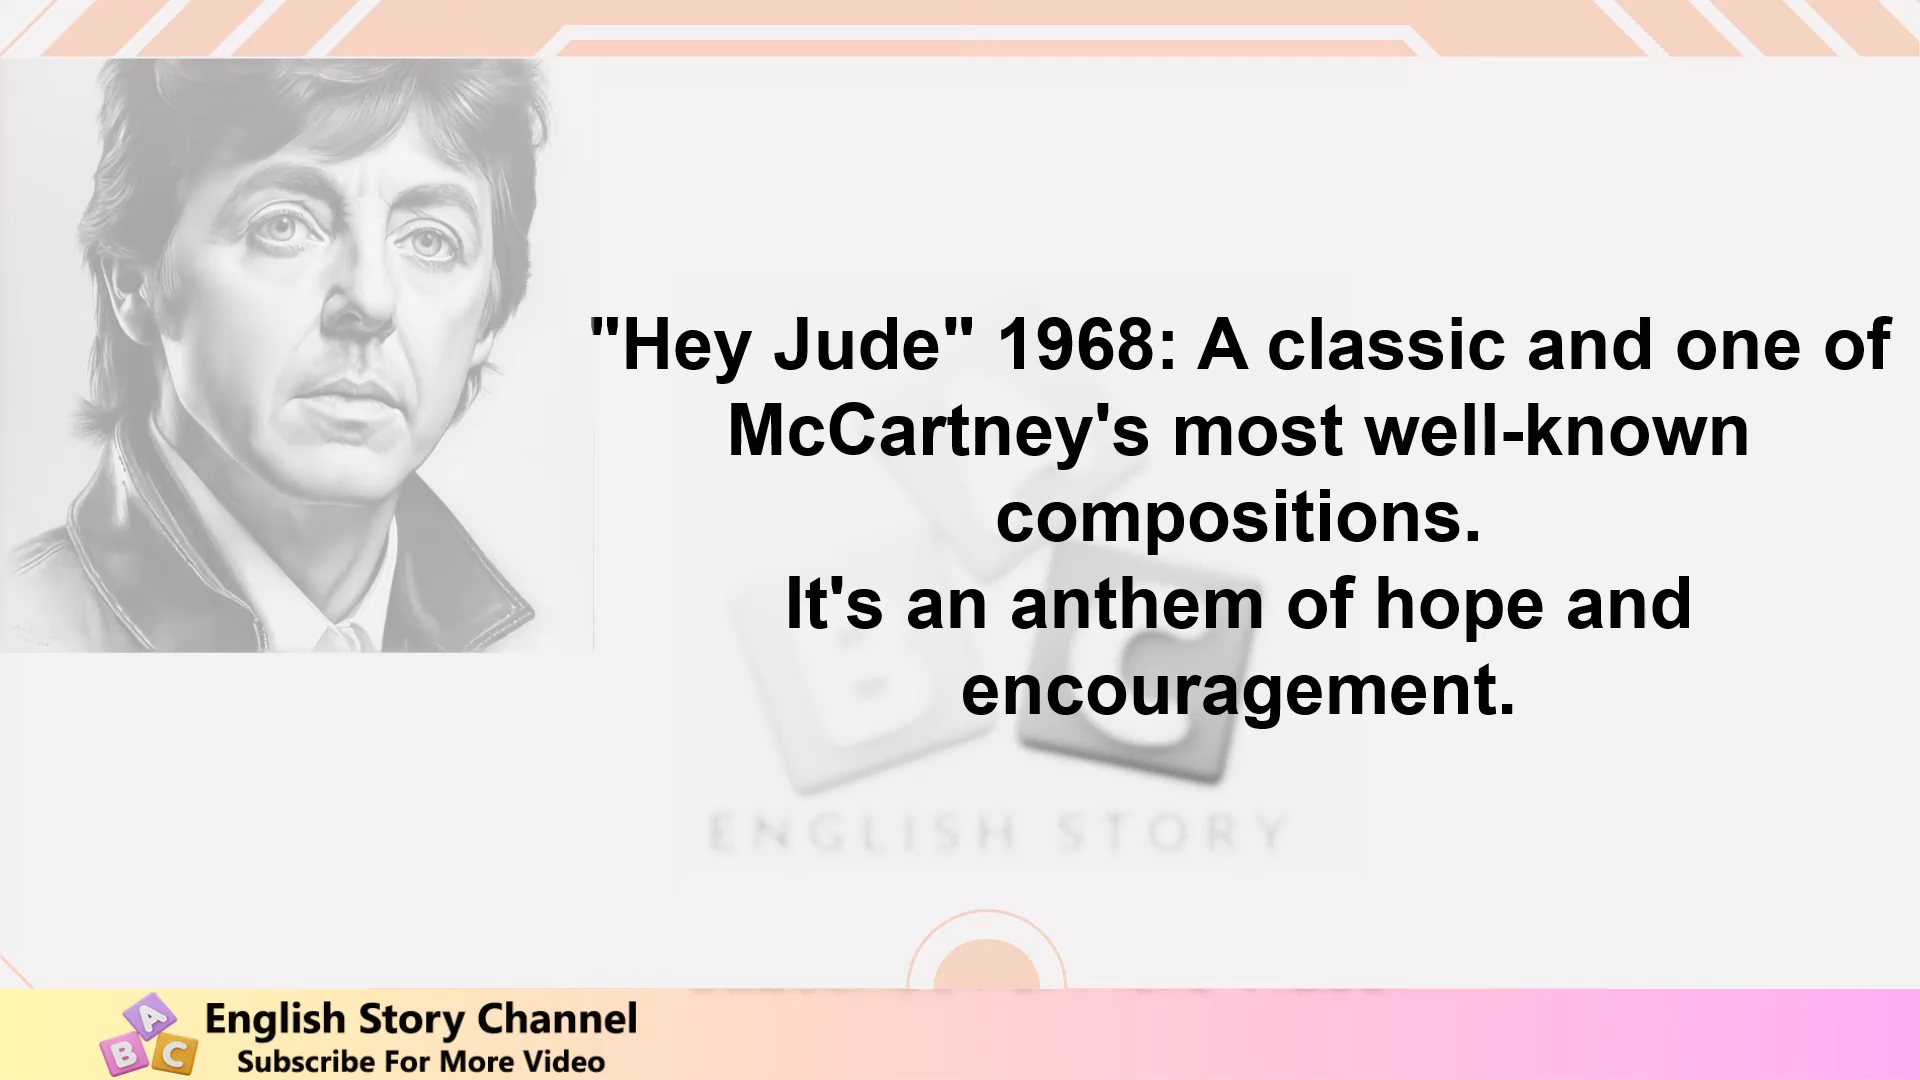 "Hey Jude" 1968: A classic and one of
McCartney's most well-known
compositions.
It's an anthem of hope and
encouragement.
B C
ENGLISH STORY
A
B C
English Story Channel
Subscribe For More Video